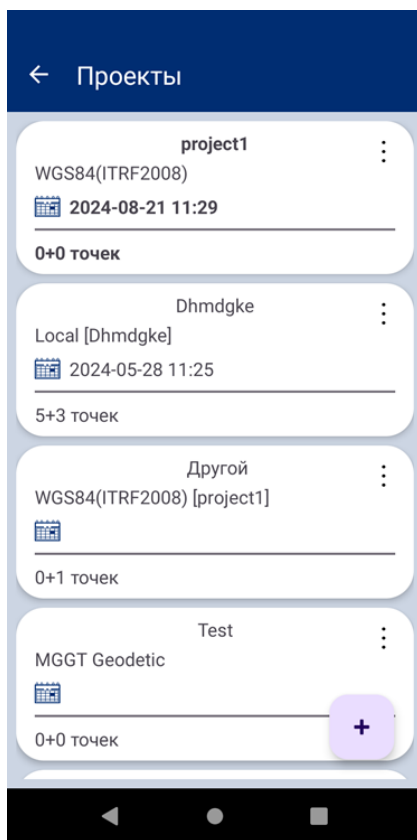 Проекты
project1
WGS84(ITRF2008)
2024-08-21 11:29
0+0 точек
Dhmdgke
Local [Dhmdgke]
2024-05-28 11:25
5+3 точек
Другой
WGS84(ITRF2008) [project1]
0+1 точек
Test
MGGT Geodetic
0+0 точек
+